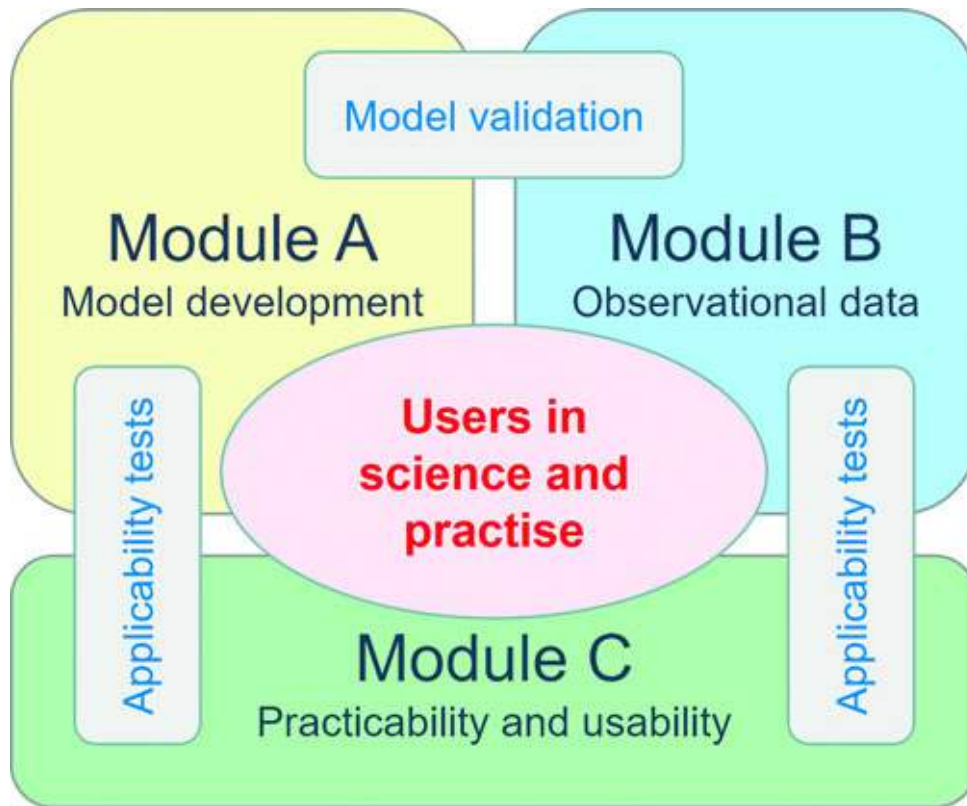 Model validation
Module A
Model development
Module B
Observational data
Users in
science and
practise
Applicability tests
Applicability tests
Module C
Practicability and usability